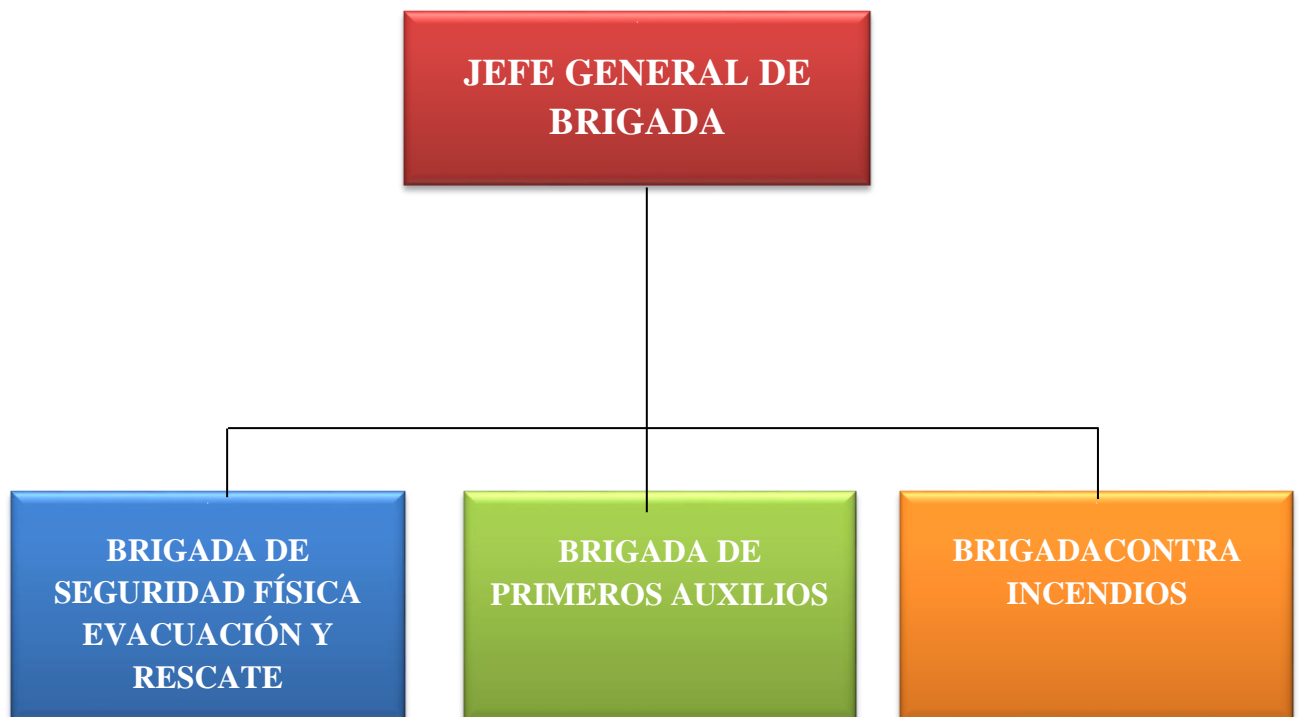 JEFE GENERAL DE
BRIGADA
BRIGADA DE
SEGURIDAD FÍSICA
EVACUACIÓN Y
RESCATE
BRIGADA DE
PRIMEROS AUXILIOS
BRIGADACONTRA
INCENDIOS